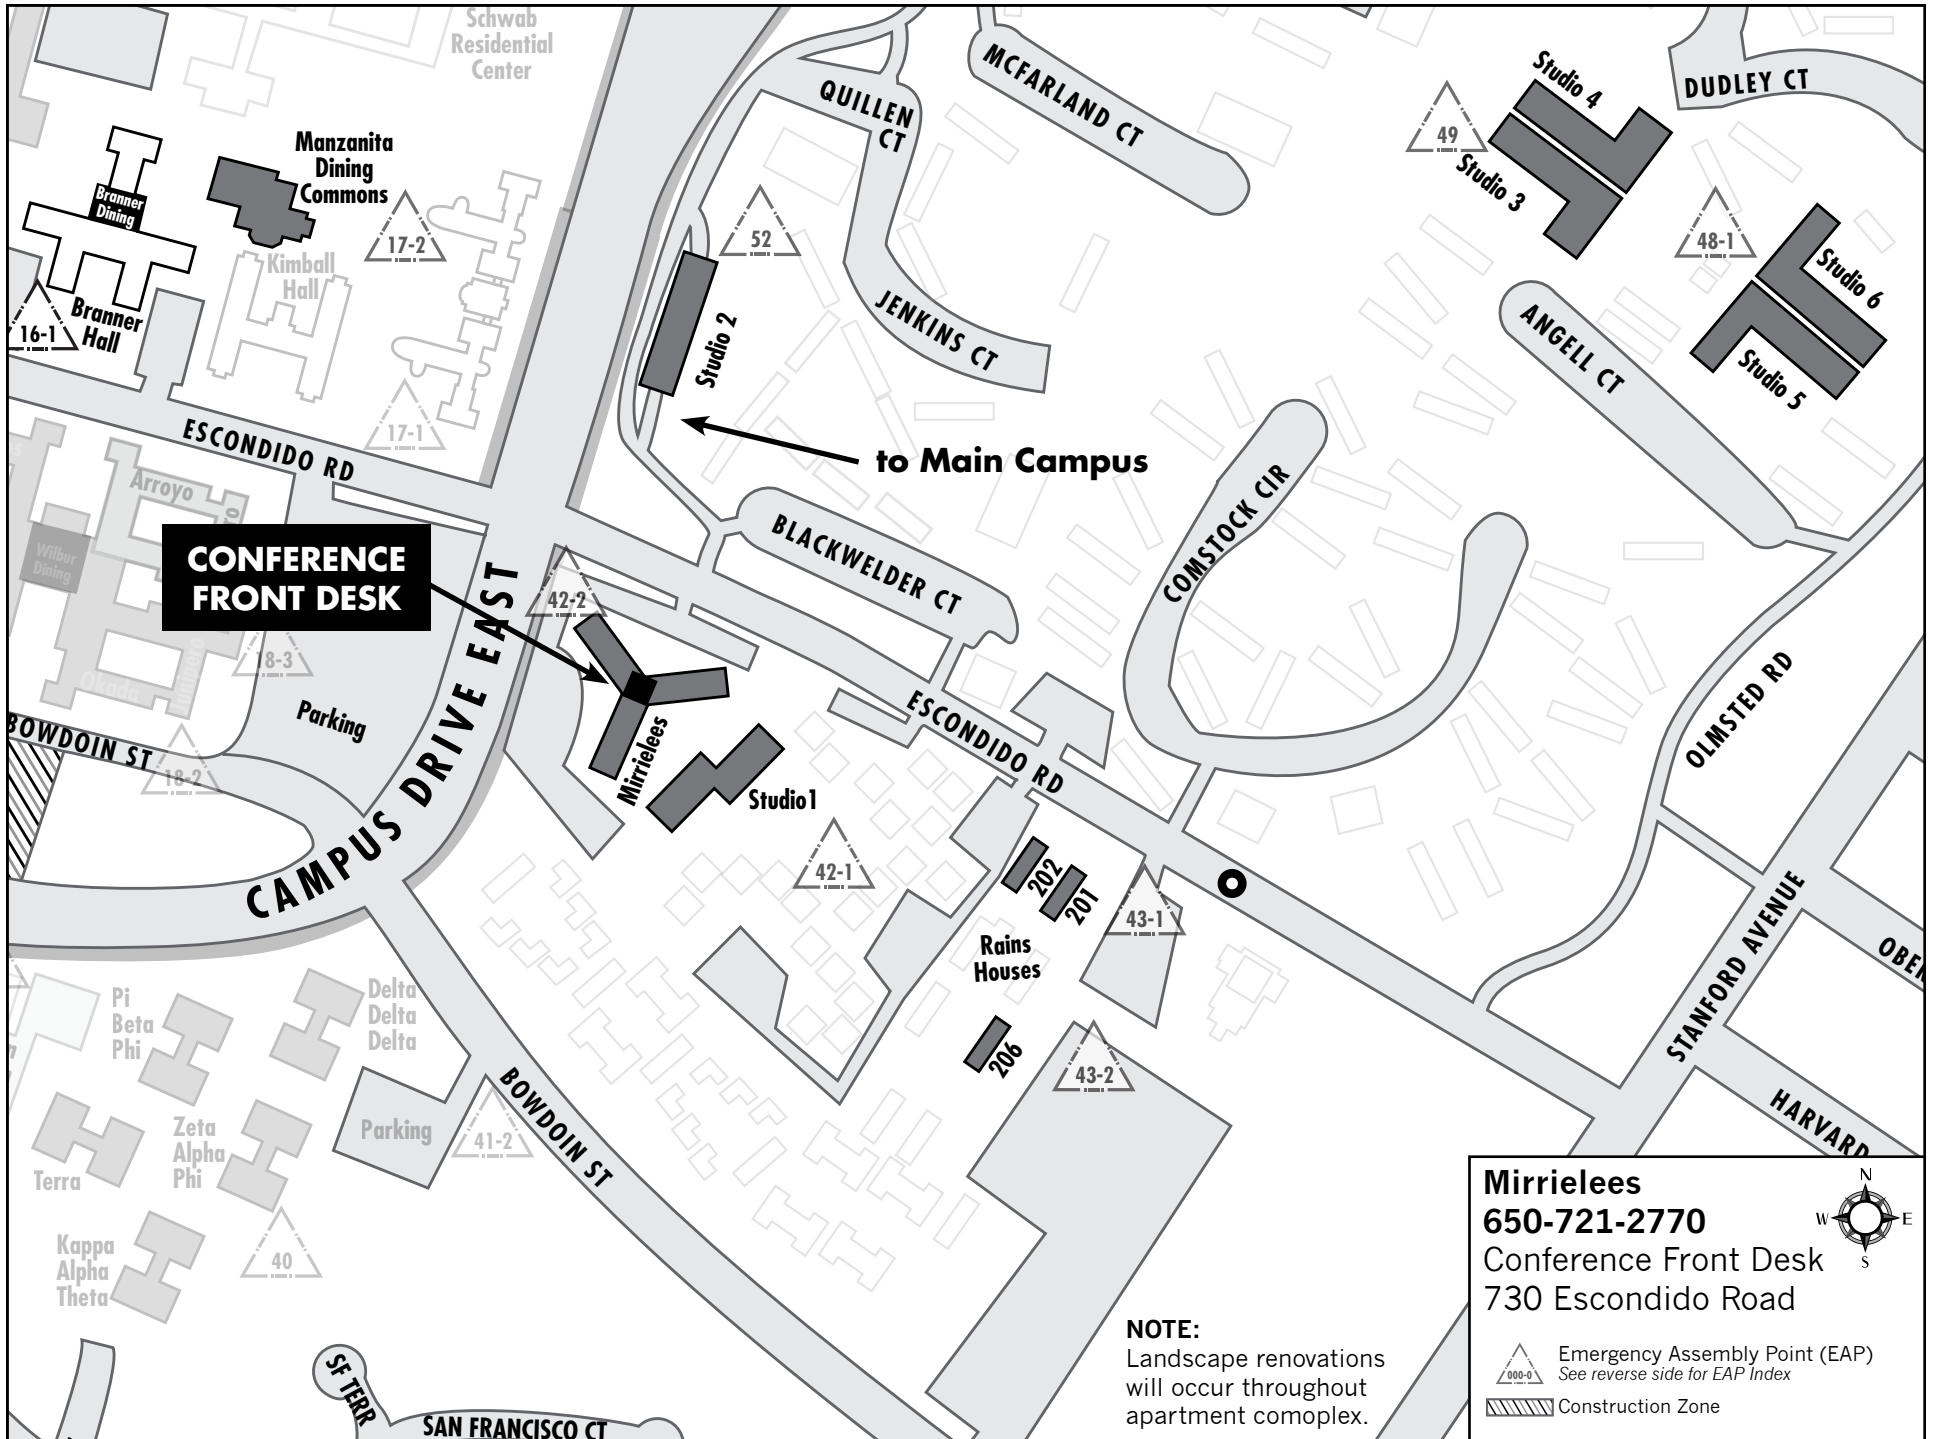 Schwab
Residential
Center
MCFARLAND CT
QUILLEN
CT
Studio 4
DUDLEY CT
49
Studio 3
Manzanita
Dining
Commons
Branner
Dining
17-2
52
48-1
Studio 6
Kimball
Hall
Branner
Hall
16-1
JENKINS CT
Studio 2
ANGELL CT
Studio 5
17-1
ESCONDIDO RD
to Main Campus
Arroyo
COMSTOCK CIR
BLACKWELDER CT
CONFERENCE
FRONT DESK
Wilbur
Dining
42-2
18-3
Okada
Junipero
CAMPUS DRIVE EAST
Parking
BOWDOIN ST
18-2
Mirrielees
Studio1
ESCONDIDO RD
OLMSTED RD
42-1
202
201
43-1
Rains
Houses
STANFORD AVENUE
OBER
Pi
Beta
Phi
Delta
Delta
Delta
206
43-2
BOWDOIN ST
Parking
41-2
Zeta
Alpha
Phi
Terra
HARVARD
Kappa
Alpha
Theta
40
SF TERR
SAN FRANCISCO CT
NOTE:
Landscape renovations
will occur throughout
apartment comoplex.
Mirrielees
650-721-2770
Conference Front Desk
730 Escondido Road
N
W
E
S
000-0
Emergency Assembly Point (EAP)
See reverse side for EAP Index
Construction Zone